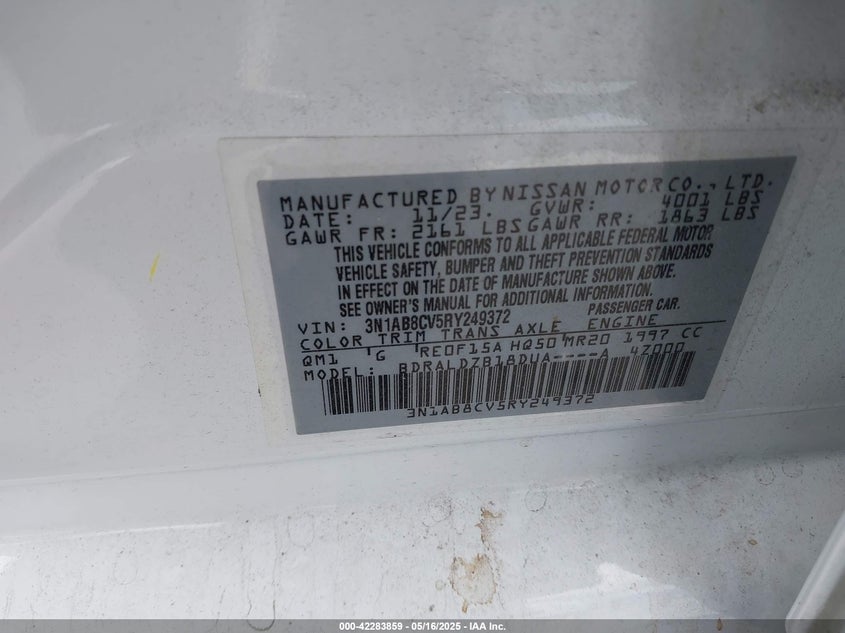 MANUFACTURED BY NISSAN MOTOR CO., LTD.
DATE: 11/23. GVWR: 4001 LBS
GAWR FR: 2161 LBS GAWR RR: 1863 LBS
THIS VEHICLE CONFORMS TO ALL APPLICABLE FEDERAL MOTOR
VEHICLE SAFETY, BUMPER AND THEFT PREVENTION STANDARDS
IN EFFECT ON THE DATE OF MANUFACTURE SHOWN ABOVE.
SEE OWNER'S MANUAL FOR ADDITIONAL INFORMATION.
PASSENGER CAR.
VIN: 3N1AB8CV5RY249372
COLOR TRIM TRANS AXLE ENGINE
QM1 'G RE0F15A HQ50 MR20 1997 CC
MODEL: BDRALDZB18DUA----A 4Z000
3N1AB8CV5RY249372
000-42283859 - 05/16/2025 - IAA Inc.